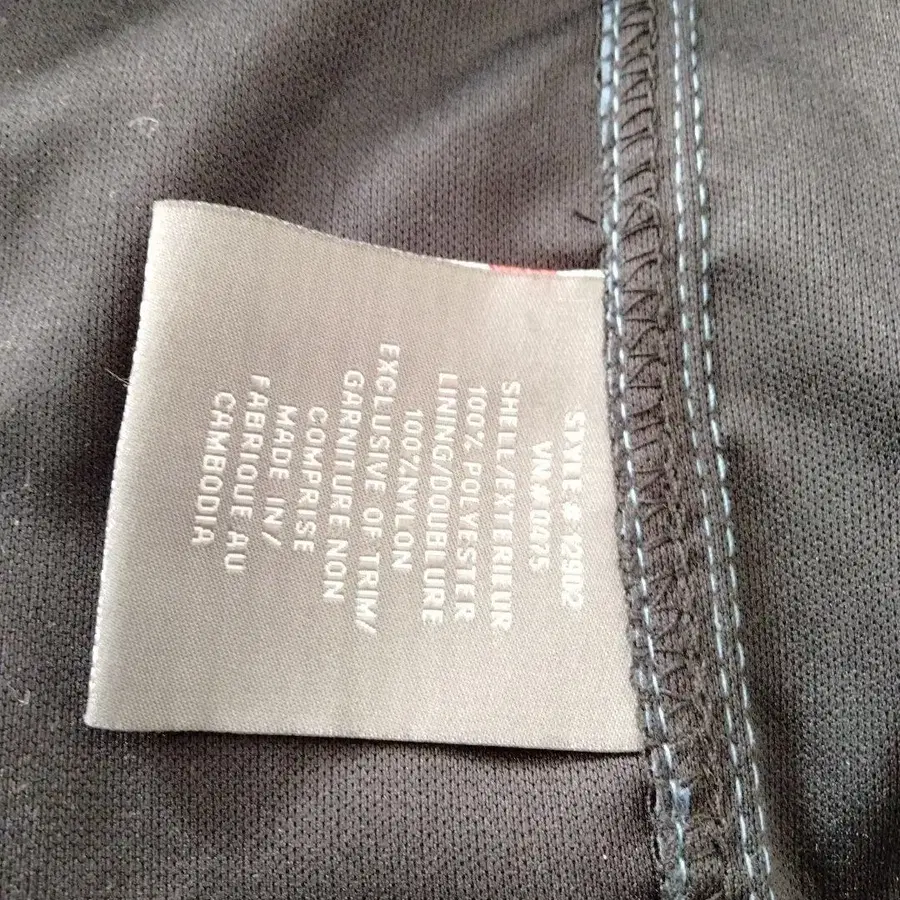 STYLE # 12902
VN # 0475
SHELL/EXTERIEUR
100% POLYESTER
LINING/DOUBLURE
100%NYLON
EXCLUSIVE OF TRIM/
GARNITURE NON
COMPRISE
MADE IN/
FABRIQUE AU
CAMBODIA